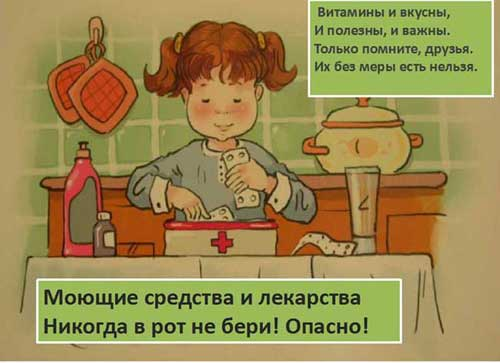 Витамины и вкусны,
И полезны, и важны.
Только помните, друзья.
Их без меры есть нельзя.
Моющие средства и лекарства
Никогда в рот не бери! Опасно!